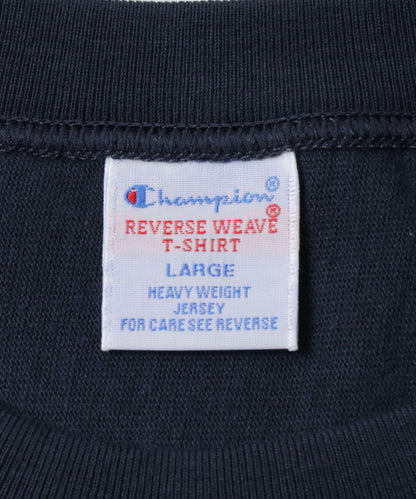 Champion®
REVERSE WEAVE®
T-SHIRT
LARGE
HEAVY WEIGHT
JERSEY
FOR CARE SEE REVERSE